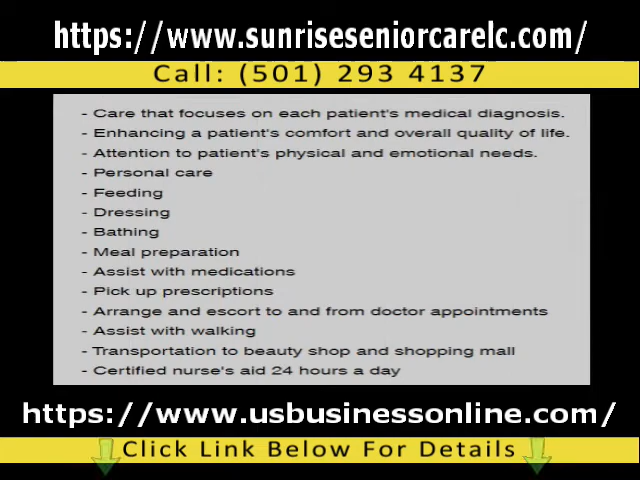 https://www.sunriseseniorcarelc.com/
Call: (501) 293 4137
- Care that focuses on each patient's medical diagnosis.
- Enhancing a patient's comfort and overall quality of life.
- Attention to patient's physical and emotional needs.
- Personal care
- Feeding
- Dressing
- Bathing
- Meal preparation
- Assist with medications
- Pick up prescriptions
- Arrange and escort to and from doctor appointments
- Assist with walking
- Transportation to beauty shop and shopping mall
- Certified nurse's aid 24 hours a day
https://www.usbusinessonline.com/
Click Link Below For Details